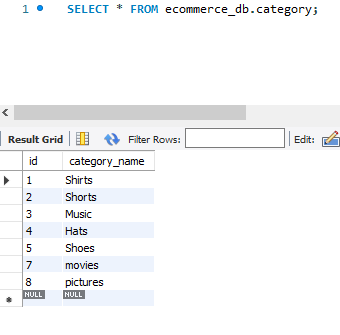 1 SELECT * FROM ecommerce_db.category;
Result Grid Filter Rows: Edit:
id category_name
1 Shirts
2 Shorts
3 Music
4 Hats
5 Shoes
7 movies
8 pictures
NULL NULL